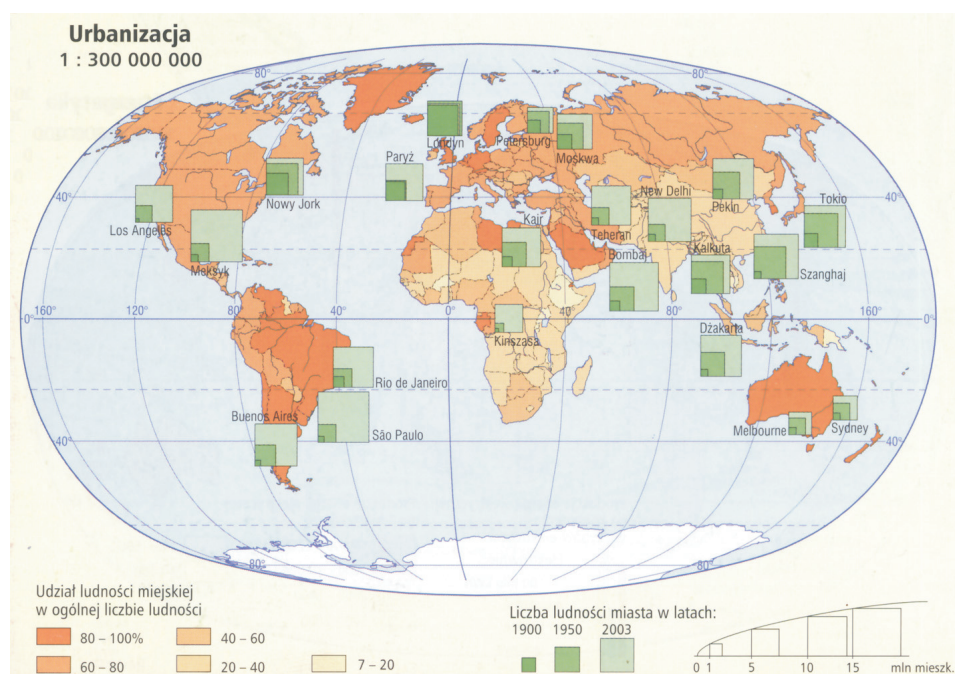 Urbanizacja
1 : 300 000 000
80°
80°
Londyn
Petersburg
Moskwa
Paryż
40°
40°
Nowy Jork
New Delhi
Pekin
Tokio
Los Angeles
Kair
Teheran
Meksyk
Bombaj
Kalkuta
Szanghaj
160°
80°
0°
40°
80°
160°
0°
0°
Kinszasa
Dżakarta
Rio de Janeiro
Buenos Aires
São Paulo
Melbourne
Sydney
40°
40°
80°
80°
Udział ludności miejskiej
w ogólnej liczbie ludności
80 – 100%
40 – 60
60 – 80
20 – 40
7 – 20
Liczba ludności miasta w latach:
1900 1950 2003
0 1 5 10 15 mln mieszk.